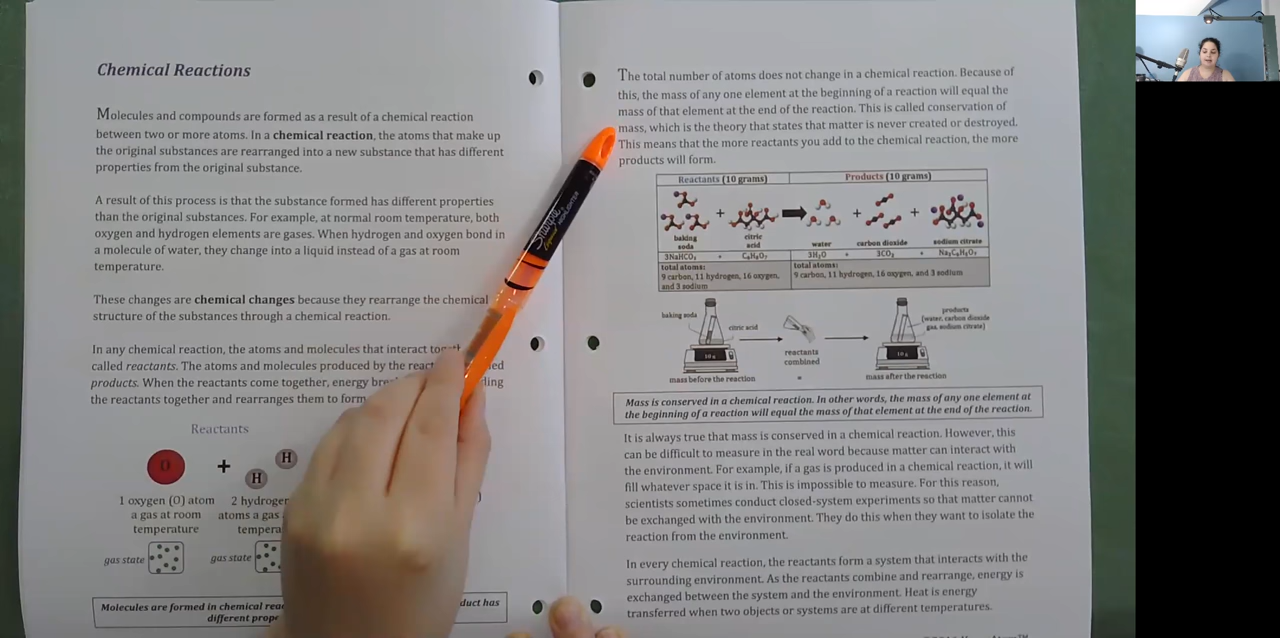 Chemical Reactions
Molecules and compounds are formed as a result of a chemical reaction
between two or more atoms. In a chemical reaction, the atoms that make up
the original substances are rearranged into a new substance that has different
properties from the original substance.
A result of this process is that the substance formed has different properties
than the original substances. For example, at normal room temperature, both
oxygen and hydrogen elements are gases. When hydrogen and oxygen bond in
a molecule of water, they change into a liquid instead of a gas at room
temperature.
These changes are chemical changes because they rearrange the chemical
structure of the substances through a chemical reaction.
In any chemical reaction, the atoms and molecules that interact
called reactants. The atoms and molecules produced by the
products. When the reactants come together, energy
the reactants together and rearranges them to form
Reactants
O + H H
1 oxygen (O) atom 2 hydrogen
a gas at room atoms a gas
temperature
gas state gas state
Molecules are formed in chemical duct has
different
Sharpie
HIGHLIGHTER
The total number of atoms does not change in a chemical reaction. Because of
this, the mass of any one element at the beginning of a reaction will equal the
mass of that element at the end of the reaction. This is called conservation of
mass, which is the theory that states that matter is never created or destroyed.
This means that the more reactants you add to the chemical reaction, the more
products will form.
Reactants (10 grams) Products (10 grams)
+ + +
baking soda citric acid water carbon dioxide sodium citrate
3NaHCO₃ + C₆H₈O₇ 3H₂O + 3CO₂ + Na₃C₆H₅O₇
total atoms: total atoms:
9 carbon, 11 hydrogen, 16 oxygen, 9 carbon, 11 hydrogen, 16 oxygen, and 3 sodium
and 3 sodium
baking soda
citric acid
products
(water, carbon dioxide
gas, sodium citrate)
10 g 10 g
reactants
combined
mass before the reaction = mass after the reaction
Mass is conserved in a chemical reaction. In other words, the mass of any one element at
the beginning of a reaction will equal the mass of that element at the end of the reaction.
It is always true that mass is conserved in a chemical reaction. However, this
can be difficult to measure in the real word because matter can interact with
the environment. For example, if a gas is produced in a chemical reaction, it will
fill whatever space it is in. This is impossible to measure. For this reason,
scientists sometimes conduct closed-system experiments so that matter cannot
be exchanged with the environment. They do this when they want to isolate the
reaction from the environment.
In every chemical reaction, the reactants form a system that interacts with the
surrounding environment. As the reactants combine and rearrange, energy is
exchanged between the system and the environment. Heat is energy
transferred when two objects or systems are at different temperatures.